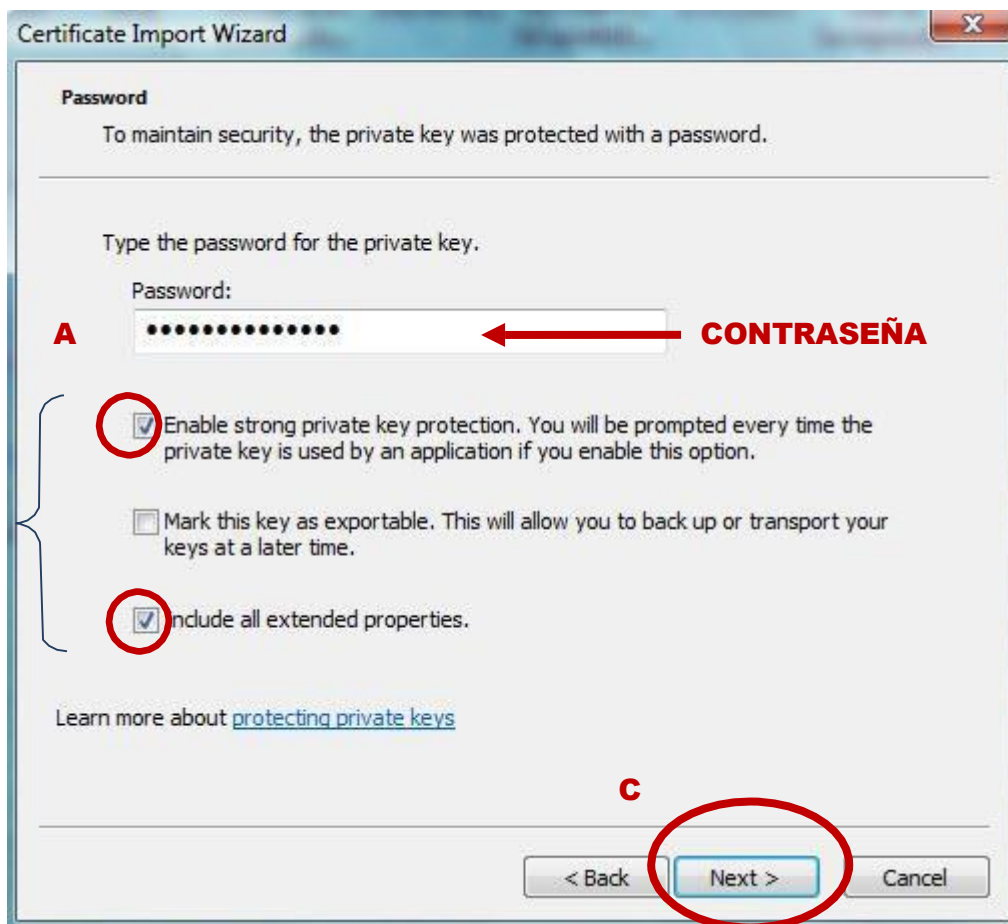 Certificate Import Wizard
Password
To maintain security, the private key was protected with a password.
Type the password for the private key.
Password:
A
CONTRASEÑA
Enable strong private key protection. You will be prompted every time the
private key is used by an application if you enable this option.
Mark this key as exportable. This will allow you to back up or transport your
keys at a later time.
Include all extended properties.
Learn more about protecting private keys
C
< Back Next > Cancel